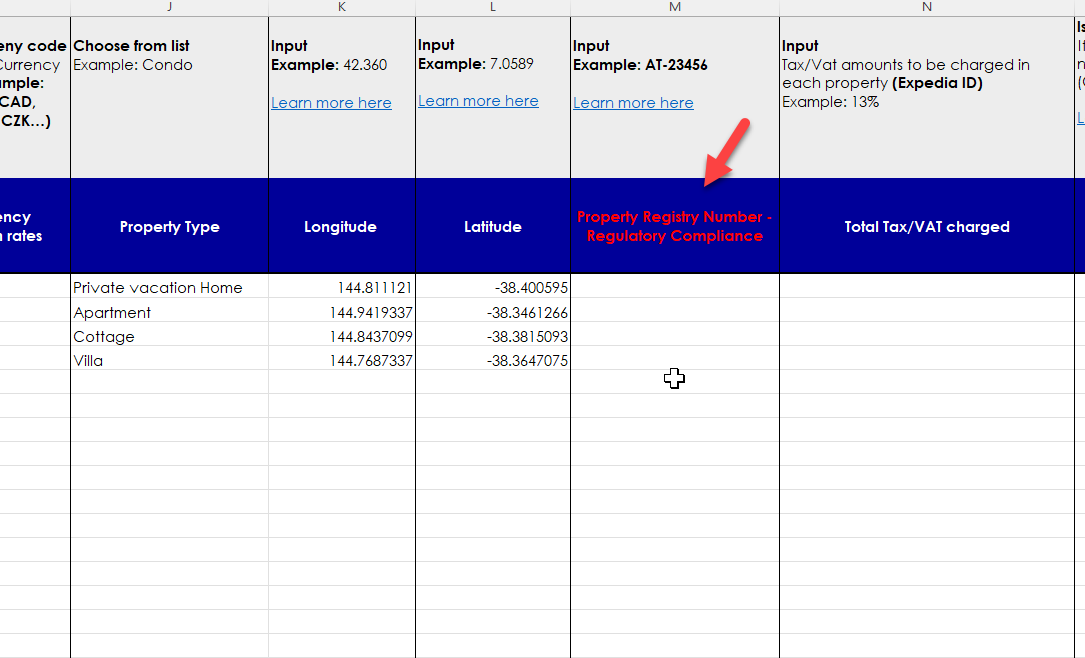 J K L M N
eny code
Currency
mple:
CAD,
CZK...)
Choose from list
Example: Condo
Input
Example: 42.360
Learn more here
Input
Example: 7.0589
Learn more here
Input
Example: AT-23456
Learn more here
Input
Tax/Vat amounts to be charged in
each property (Expedia ID)
Example: 13%
ency
rates
Property Type
Longitude
Latitude
Property Registry Number -
Regulatory Compliance
Total Tax/VAT charged
Private vacation Home 144.811121 -38.400595
Apartment 144.9419337 -38.3461266
Cottage 144.8437099 -38.3815093
Villa 144.7687337 -38.3647075